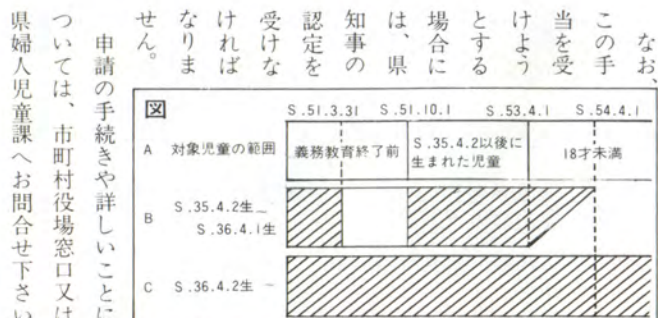 なお、
この手
当を受
けよう
とする
場合に
は、県
知事の
認定を
受けな
ければ
なりま
せん。
申請の手続きや詳しいことに
ついては、市町村役場窓口又は
県婦人児童課へお問合せ下さい
図
S.51.3.31 S.51.10.1 S.53.4.1 S.54.4.1
A 対象児童の範囲 義務教育終了前 S.35.4.2以後に 18才未満
生まれた児童
B S.35.4.2生~
S.36.4.1生
C S.36.4.2生~